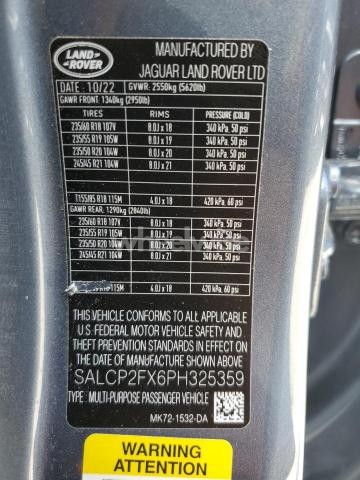 LAND
ROVER
MANUFACTURED BY
JAGUAR LAND ROVER LTD
DATE : 10/22 GVWR: 2550kg (5620lb)
GAWR FRONT: 1340kg (2950lb)
TIRE RIM PRESSURE (COLD)
235/60 R18 107V 8.0J x 18 340 kPa, 50 psi
235/55 R19 105W 8.0J x 19 340 kPa, 50 psi
235/50 R20 104W 8.0J x 20 340 kPa, 50 psi
245/45 R21 104W 8.0J x 21 340 kPa, 50 psi
T155/85 R18 115M 4.0J x 18 420 kPa, 60 psi
GAWR REAR: 1290kg (2840lb)
235/60 R18 107V 8.0J x 18 340 kPa, 50 psi
235/55 R19 105W 8.0J x 19 340 kPa, 50 psi
235/50 R20 104W 8.0J x 20 340 kPa, 50 psi
245/45 R21 104W 8.0J x 21 340 kPa, 50 psi
R18 115M 4.0J x 18 420 kPa, 60 psi
THIS VEHICLE CONFORMS TO ALL APPLICABLE
U.S. FEDERAL MOTOR VEHICLE SAFETY AND
THEFT PREVENTION STANDARDS IN EFFECT ON
THE DATE OF MANUFACTURE SHOWN ABOVE.
SALCP2FX6PH325359
TYPE : MULTI-PURPOSE PASSENGER VEHICLE
MK72-1532-DA
WARNING
ATTENTION